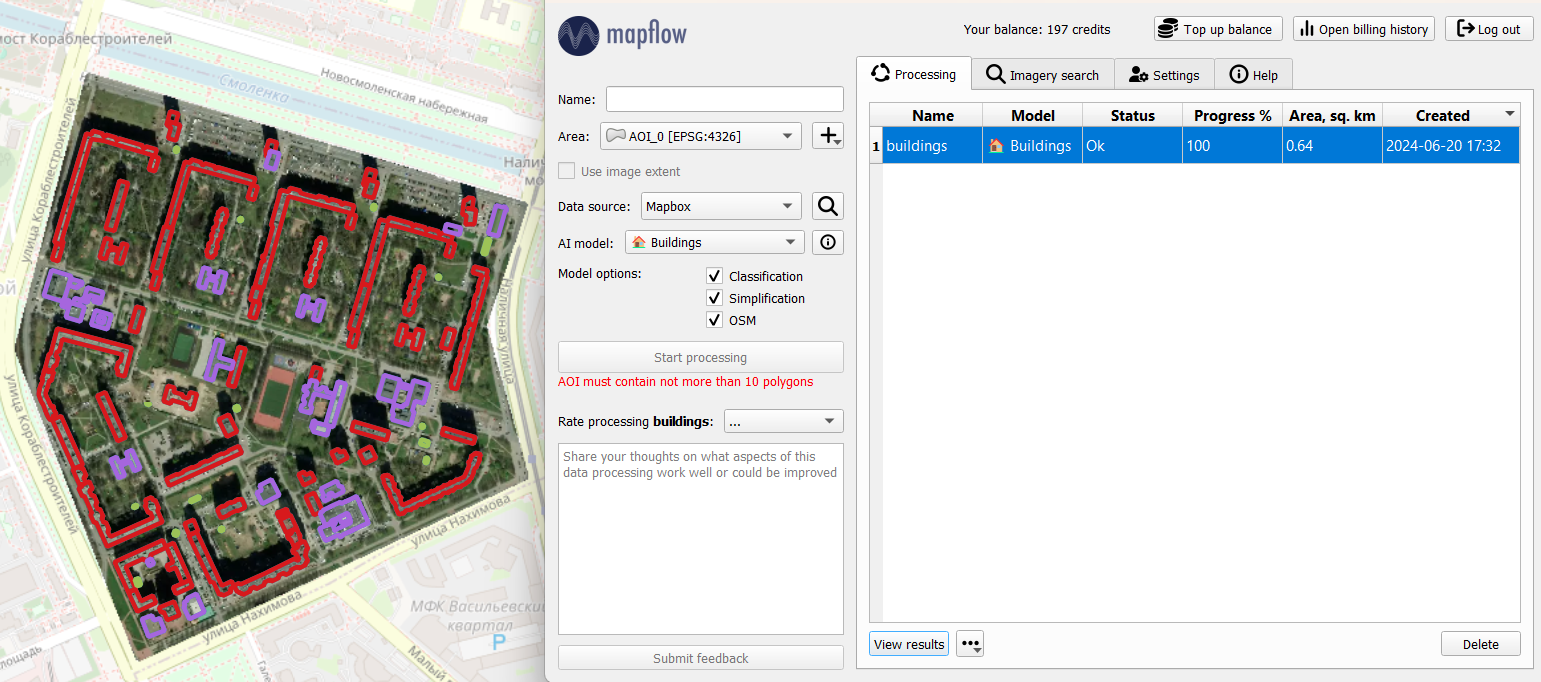 мост Кораблестроителей
Смоленка
Новосмоленская набережная
улица Кораблестроителей
Налич
мо
ой
Наличная улица
улица Кораблестроителей
улица Нахимова
улица Нахимова
МФК Васильевский
квартал
P
площадь
Малый
mapflow
Your balance: 197 credits
Top up balance
Open billing history
Log out
Processing
Imagery search
Settings
Help
Name:
Area:
AOI_0 [EPSG:4326]
Use image extent
Data source:
Mapbox
AI model:
Buildings
Model options:
Classification
Simplification
OSM
Start processing
AOI must contain not more than 10 polygons
Rate processing buildings:
...
Share your thoughts on what aspects of this
data processing work well or could be improved
Submit feedback
Name Model Status Progress % Area, sq. km Created
1 buildings Buildings Ok 100 0.64 2024-06-20 17:32
View results
Delete